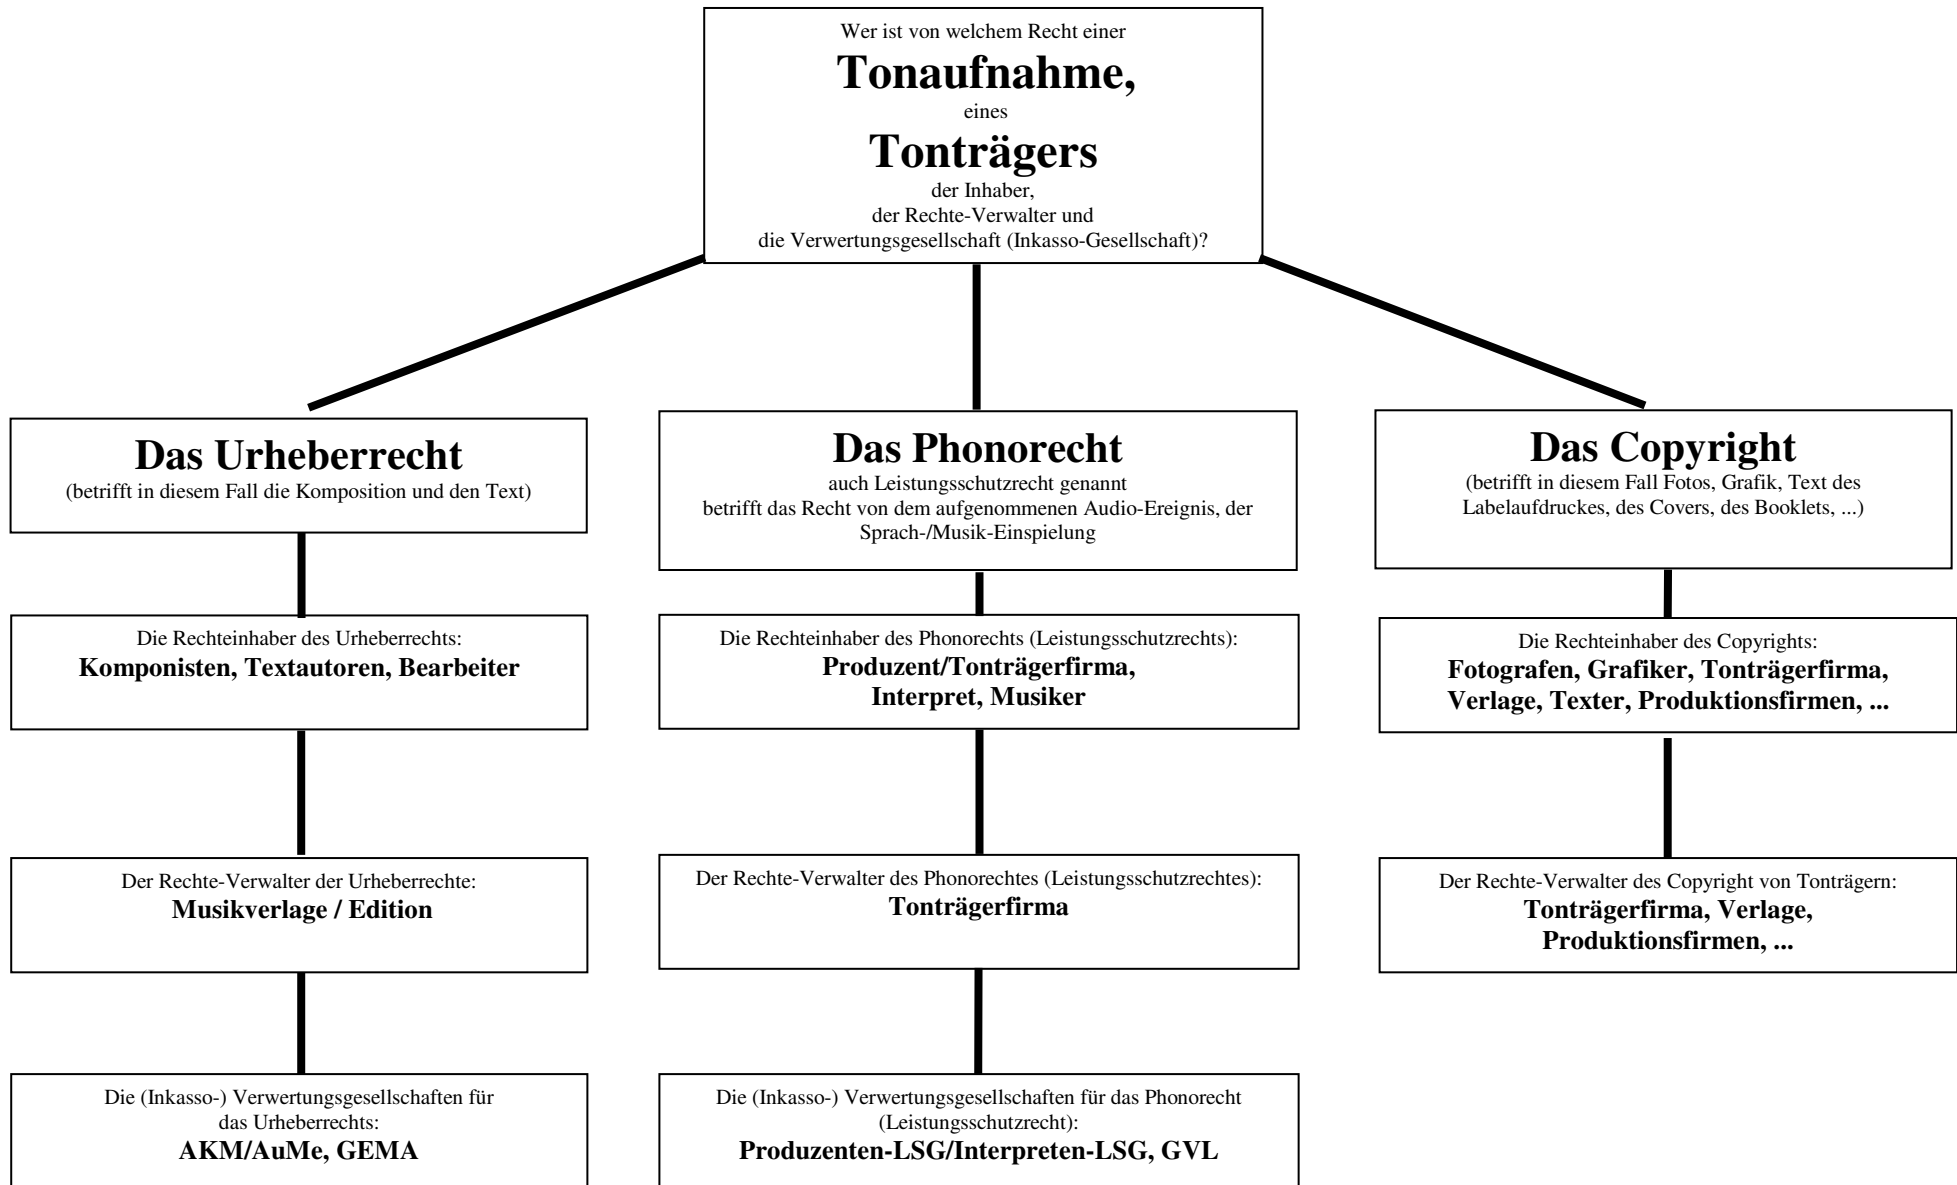 Wer ist von welchem Recht einer
Tonaufnahme,
eines
Tonträgers
der Inhaber,
der Rechte-Verwalter und
die Verwertungsgesellschaft (Inkasso-Gesellschaft)?
Das Urheberrecht
(betrifft in diesem Fall die Komposition und den Text)
Die Rechteinhaber des Urheberrechts:
Komponisten, Textautoren, Bearbeiter
Der Rechte-Verwalter der Urheberrechte:
Musikverlage / Edition
Die (Inkasso-) Verwertungsgesellschaften für
das Urheberrechts:
AKM/AuMe, GEMA
Das Phonorecht
auch Leistungsschutzrecht genannt
betrifft das Recht von dem aufgenommenen Audio-Ereignis, der
Sprach-/Musik-Einspielung
Die Rechteinhaber des Phonorechts (Leistungsschutzrechts):
Produzent/Tonträgerfirma,
Interpret, Musiker
Der Rechte-Verwalter des Phonorechtes (Leistungsschutzrechtes):
Tonträgerfirma
Die (Inkasso-) Verwertungsgesellschaften für das Phonorecht
(Leistungsschutzrecht):
Produzenten-LSG/Interpreten-LSG, GVL
Das Copyright
(betrifft in diesem Fall Fotos, Grafik, Text des
Labelaufdruckes, des Covers, des Booklets, ...)
Die Rechteinhaber des Copyrights:
Fotografen, Grafiker, Tonträgerfirma,
Verlage, Texter, Produktionsfirmen, ...
Der Rechte-Verwalter des Copyright von Tonträgern:
Tonträgerfirma, Verlage,
Produktionsfirmen, ...